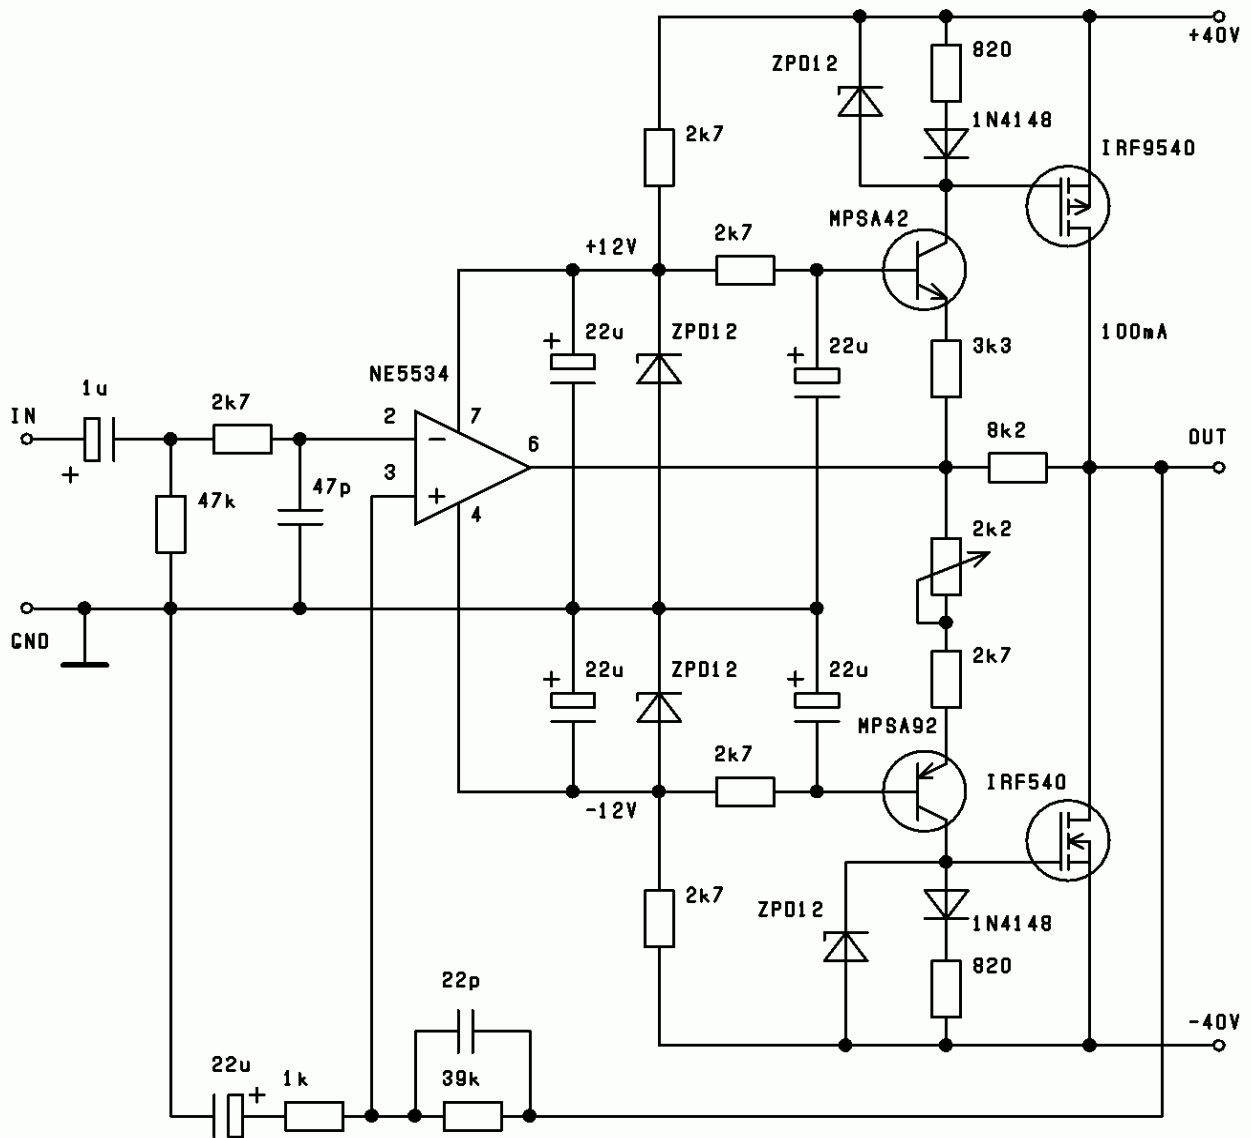 +40V
820
ZPD12
1N4148
2k7
IRF9540
MPSA42
2k7
+12V
22u
ZPD12
22u
3k3
100mA
NE5534
1u
2k7
IN
2
7
6
8k2
OUT
+
-
3
+
47k
47p
4
2k2
GND
22u
ZPD12
22u
2k7
MPSA92
2k7
IRF540
-12V
2k7
ZPD12
1N4148
820
22p
-40V
22u
+
1k
39k
+
+
+
+